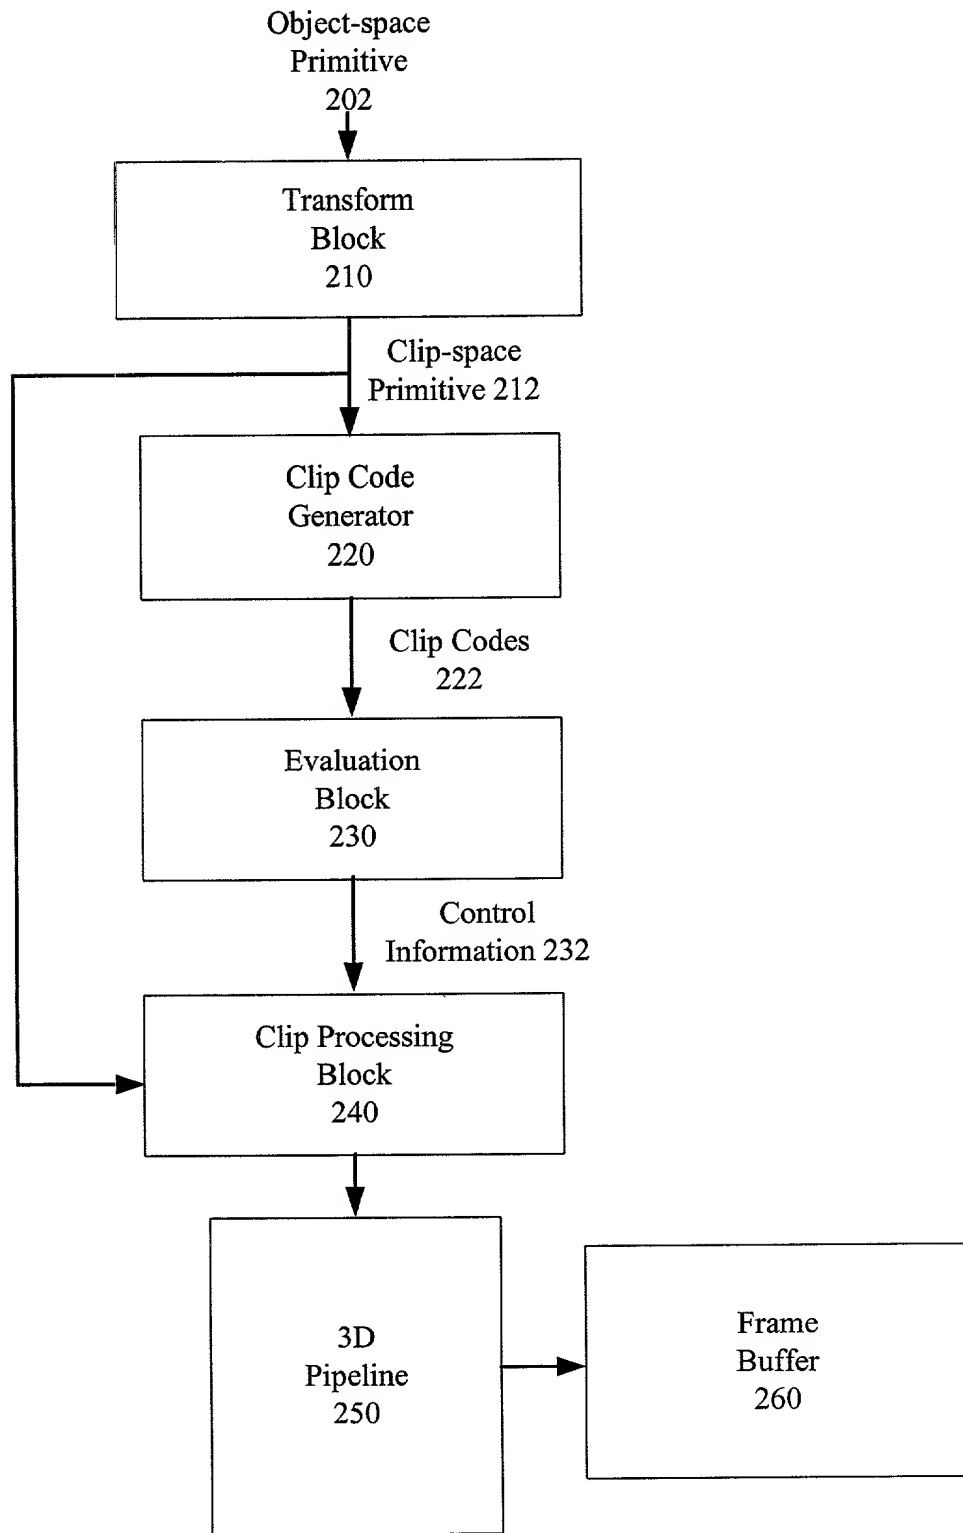 Object-space
Primitive
202
Transform
Block
210
Clip-space
Primitive 212
Clip Code
Generator
220
Clip Codes
222
Evaluation
Block
230
Control
Information 232
Clip Processing
Block
240
3D
Pipeline
250
Frame
Buffer
260